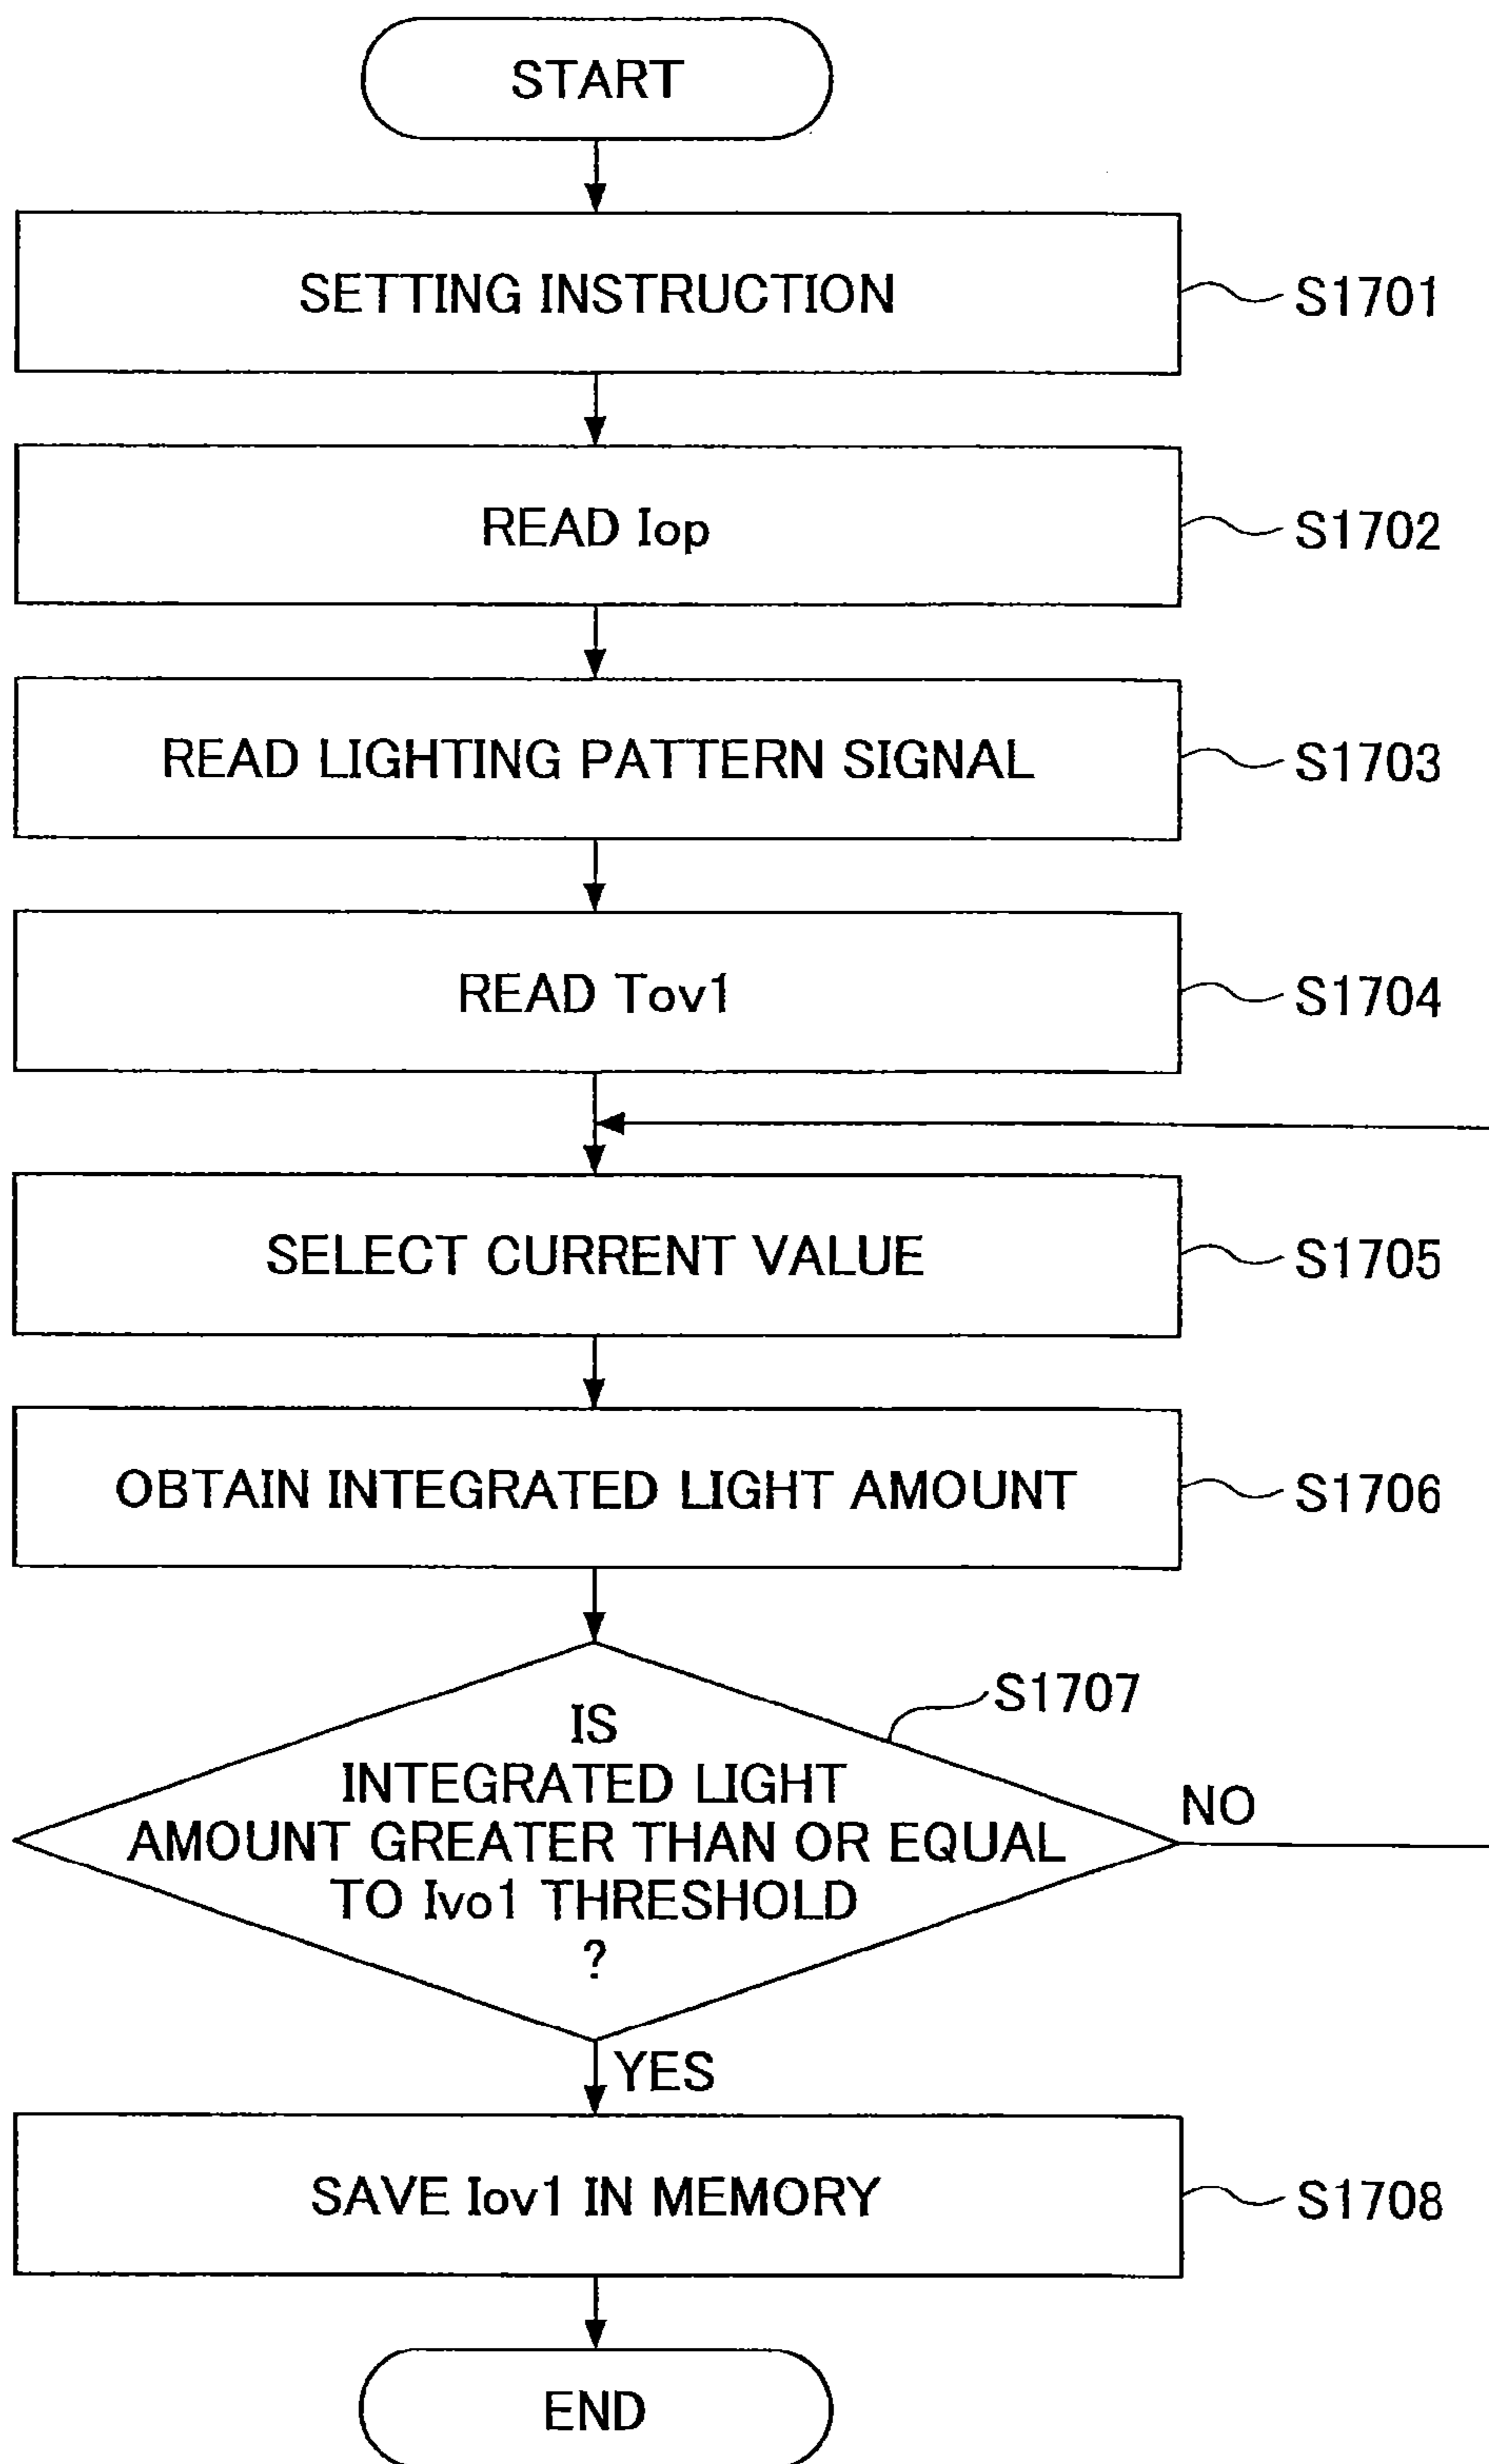 START
SETTING INSTRUCTION
S1701
READ Iop
S1702
READ LIGHTING PATTERN SIGNAL
S1703
READ Tov1
S1704
SELECT CURRENT VALUE
S1705
OBTAIN INTEGRATED LIGHT AMOUNT
S1706
S1707
IS
INTEGRATED LIGHT
AMOUNT GREATER THAN OR EQUAL
TO Ivo1 THRESHOLD
?
NO
YES
SAVE Iov1 IN MEMORY
S1708
END